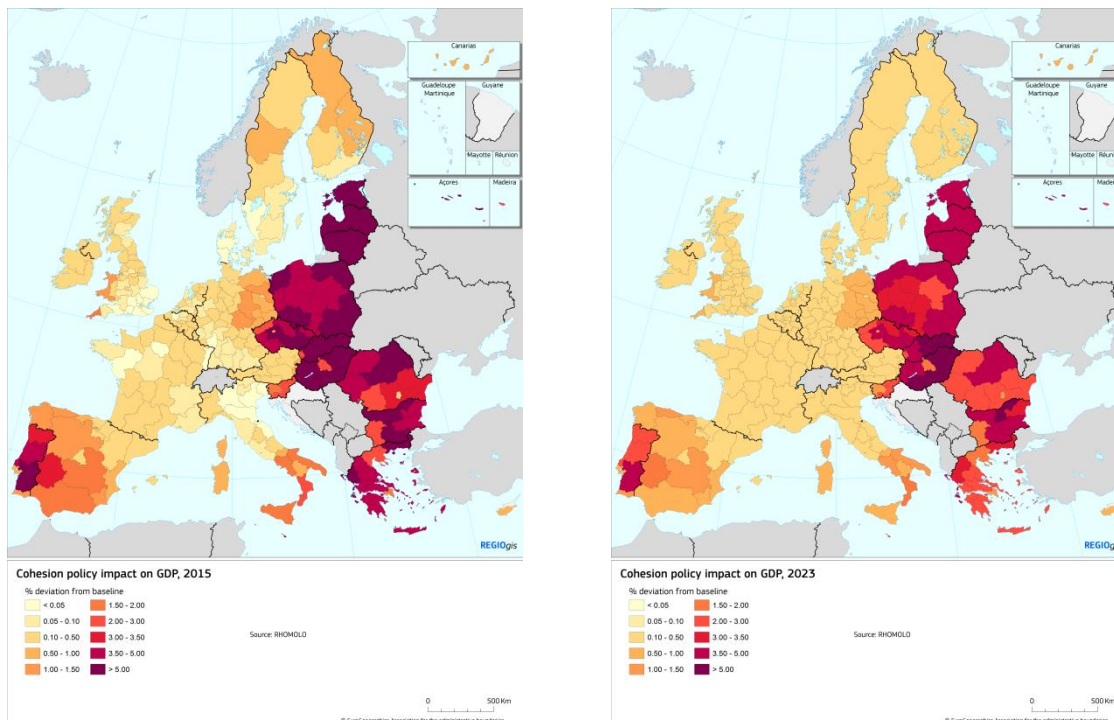 Canarias
Guadeloupe
Martinique
Guyane
Mayotte
Réunion
Açores
Madeira
REGIOgis
Cohesion policy impact on GDP, 2015
% deviation from baseline
< 0.05
0.05 - 0.10
0.10 - 0.50
0.50 - 1.00
1.00 - 1.50
1.50 - 2.00
2.00 - 3.00
3.00 - 3.50
3.50 - 5.00
> 5.00
Source: RHOMOLO
0 500 Km
Canarias
Guadeloupe
Martinique
Guyane
Mayotte
Réunion
Açores
REGIOgis
Cohesion policy impact on GDP, 2023
% deviation from baseline
< 0.05
0.05 - 0.10
0.10 - 0.50
0.50 - 1.00
1.00 - 1.50
1.50 - 2.00
2.00 - 3.00
3.00 - 3.50
3.50 - 5.00
> 5.00
Source: RHOMOLO
0 500 Km